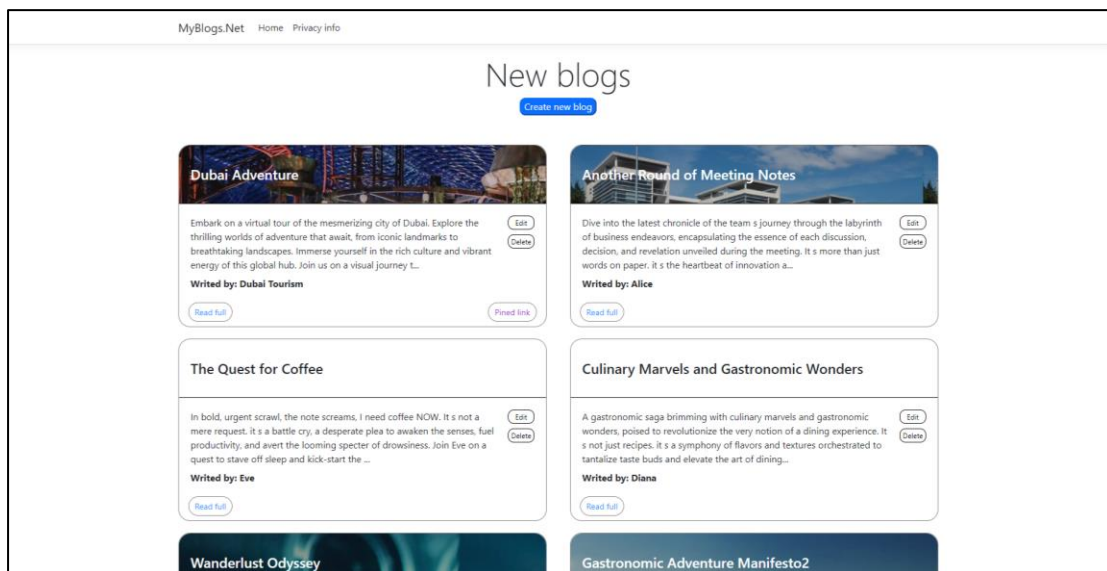 MyBlogs.Net Home Privacy info
New blogs
Create new blog
Dubai Adventure
Embark on a virtual tour of the mesmerizing city of Dubai. Explore the
thrilling worlds of adventure that await, from iconic landmarks to
breathtaking landscapes. Immerse yourself in the rich culture and vibrant
energy of this global hub. Join us on a visual journey t...
Edit
Delete
Writed by: Dubai Tourism
Read full
Pined link
Another Round of Meeting Notes
Dive into the latest chronicle of the team s journey through the labyrinth
of business endeavors, encapsulating the essence of each discussion,
decision, and revelation unveiled during the meeting. It s more than just
words on paper. it s the heartbeat of innovation a...
Edit
Delete
Writed by: Alice
Read full
The Quest for Coffee
In bold, urgent scrawl, the note screams, I need coffee NOW. It s not a
mere request. it s a battle cry, a desperate plea to awaken the senses, fuel
productivity, and avert the looming specter of drowsiness. Join Eve on a
quest to stave off sleep and kick-start the ...
Edit
Delete
Writed by: Eve
Read full
Culinary Marvels and Gastronomic Wonders
A gastronomic saga brimming with culinary marvels and gastronomic
wonders, poised to revolutionize the very notion of a dining experience. It
s not just recipes. it s a symphony of flavors and textures orchestrated to
tantalize taste buds and elevate the art of dining...
Edit
Delete
Writed by: Diana
Read full
Wanderlust Odyssey
Gastronomic Adventure Manifesto2